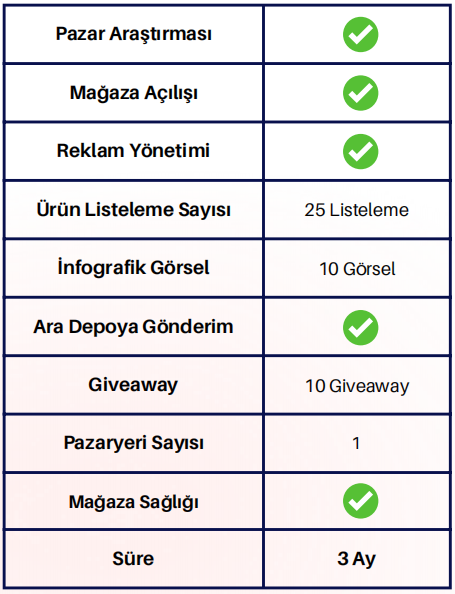 Pazar Araştırması
Mağaza Açılışı
Reklam Yönetimi
Ürün Listeleme Sayısı 25 Listeleme
İnfografik Görsel 10 Görsel
Ara Depoya Gönderim
Giveaway 10 Giveaway
Pazaryeri Sayısı 1
Mağaza Sağlığı
Süre 3 Ay